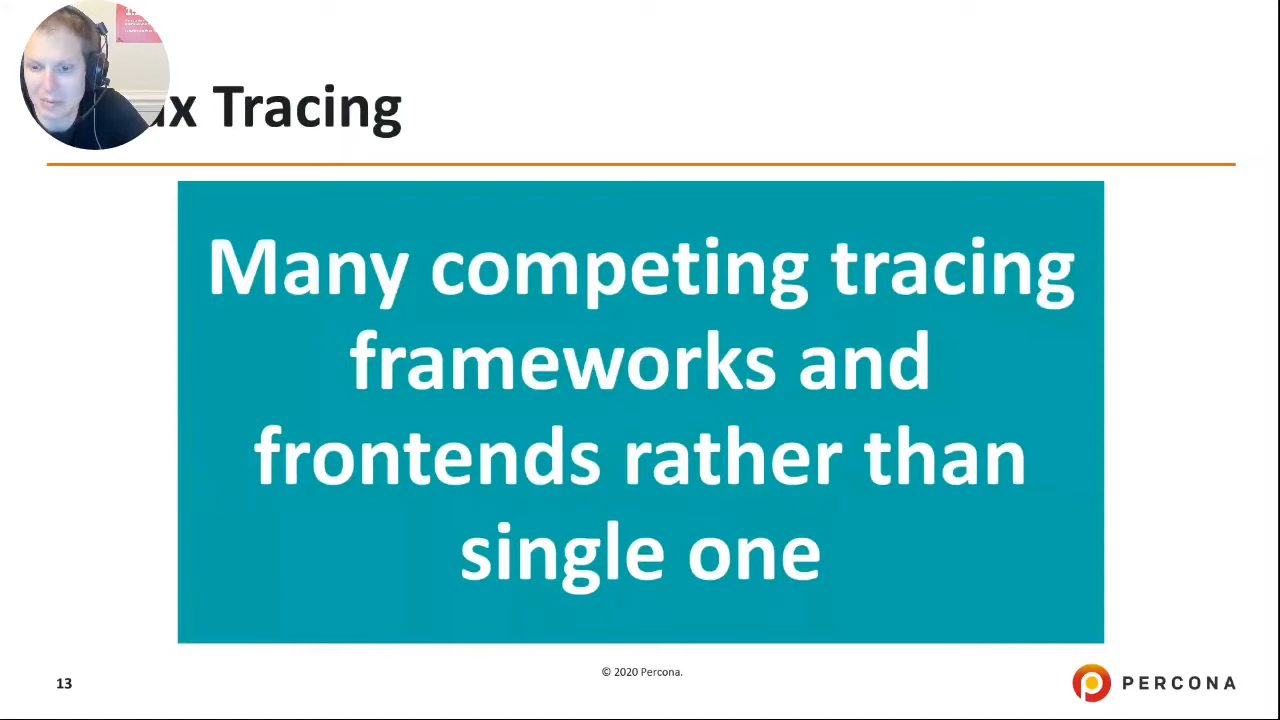 ux Tracing
Many competing tracing
frameworks and
frontends rather than
single one
13
© 2020 Percona.
PERCONA